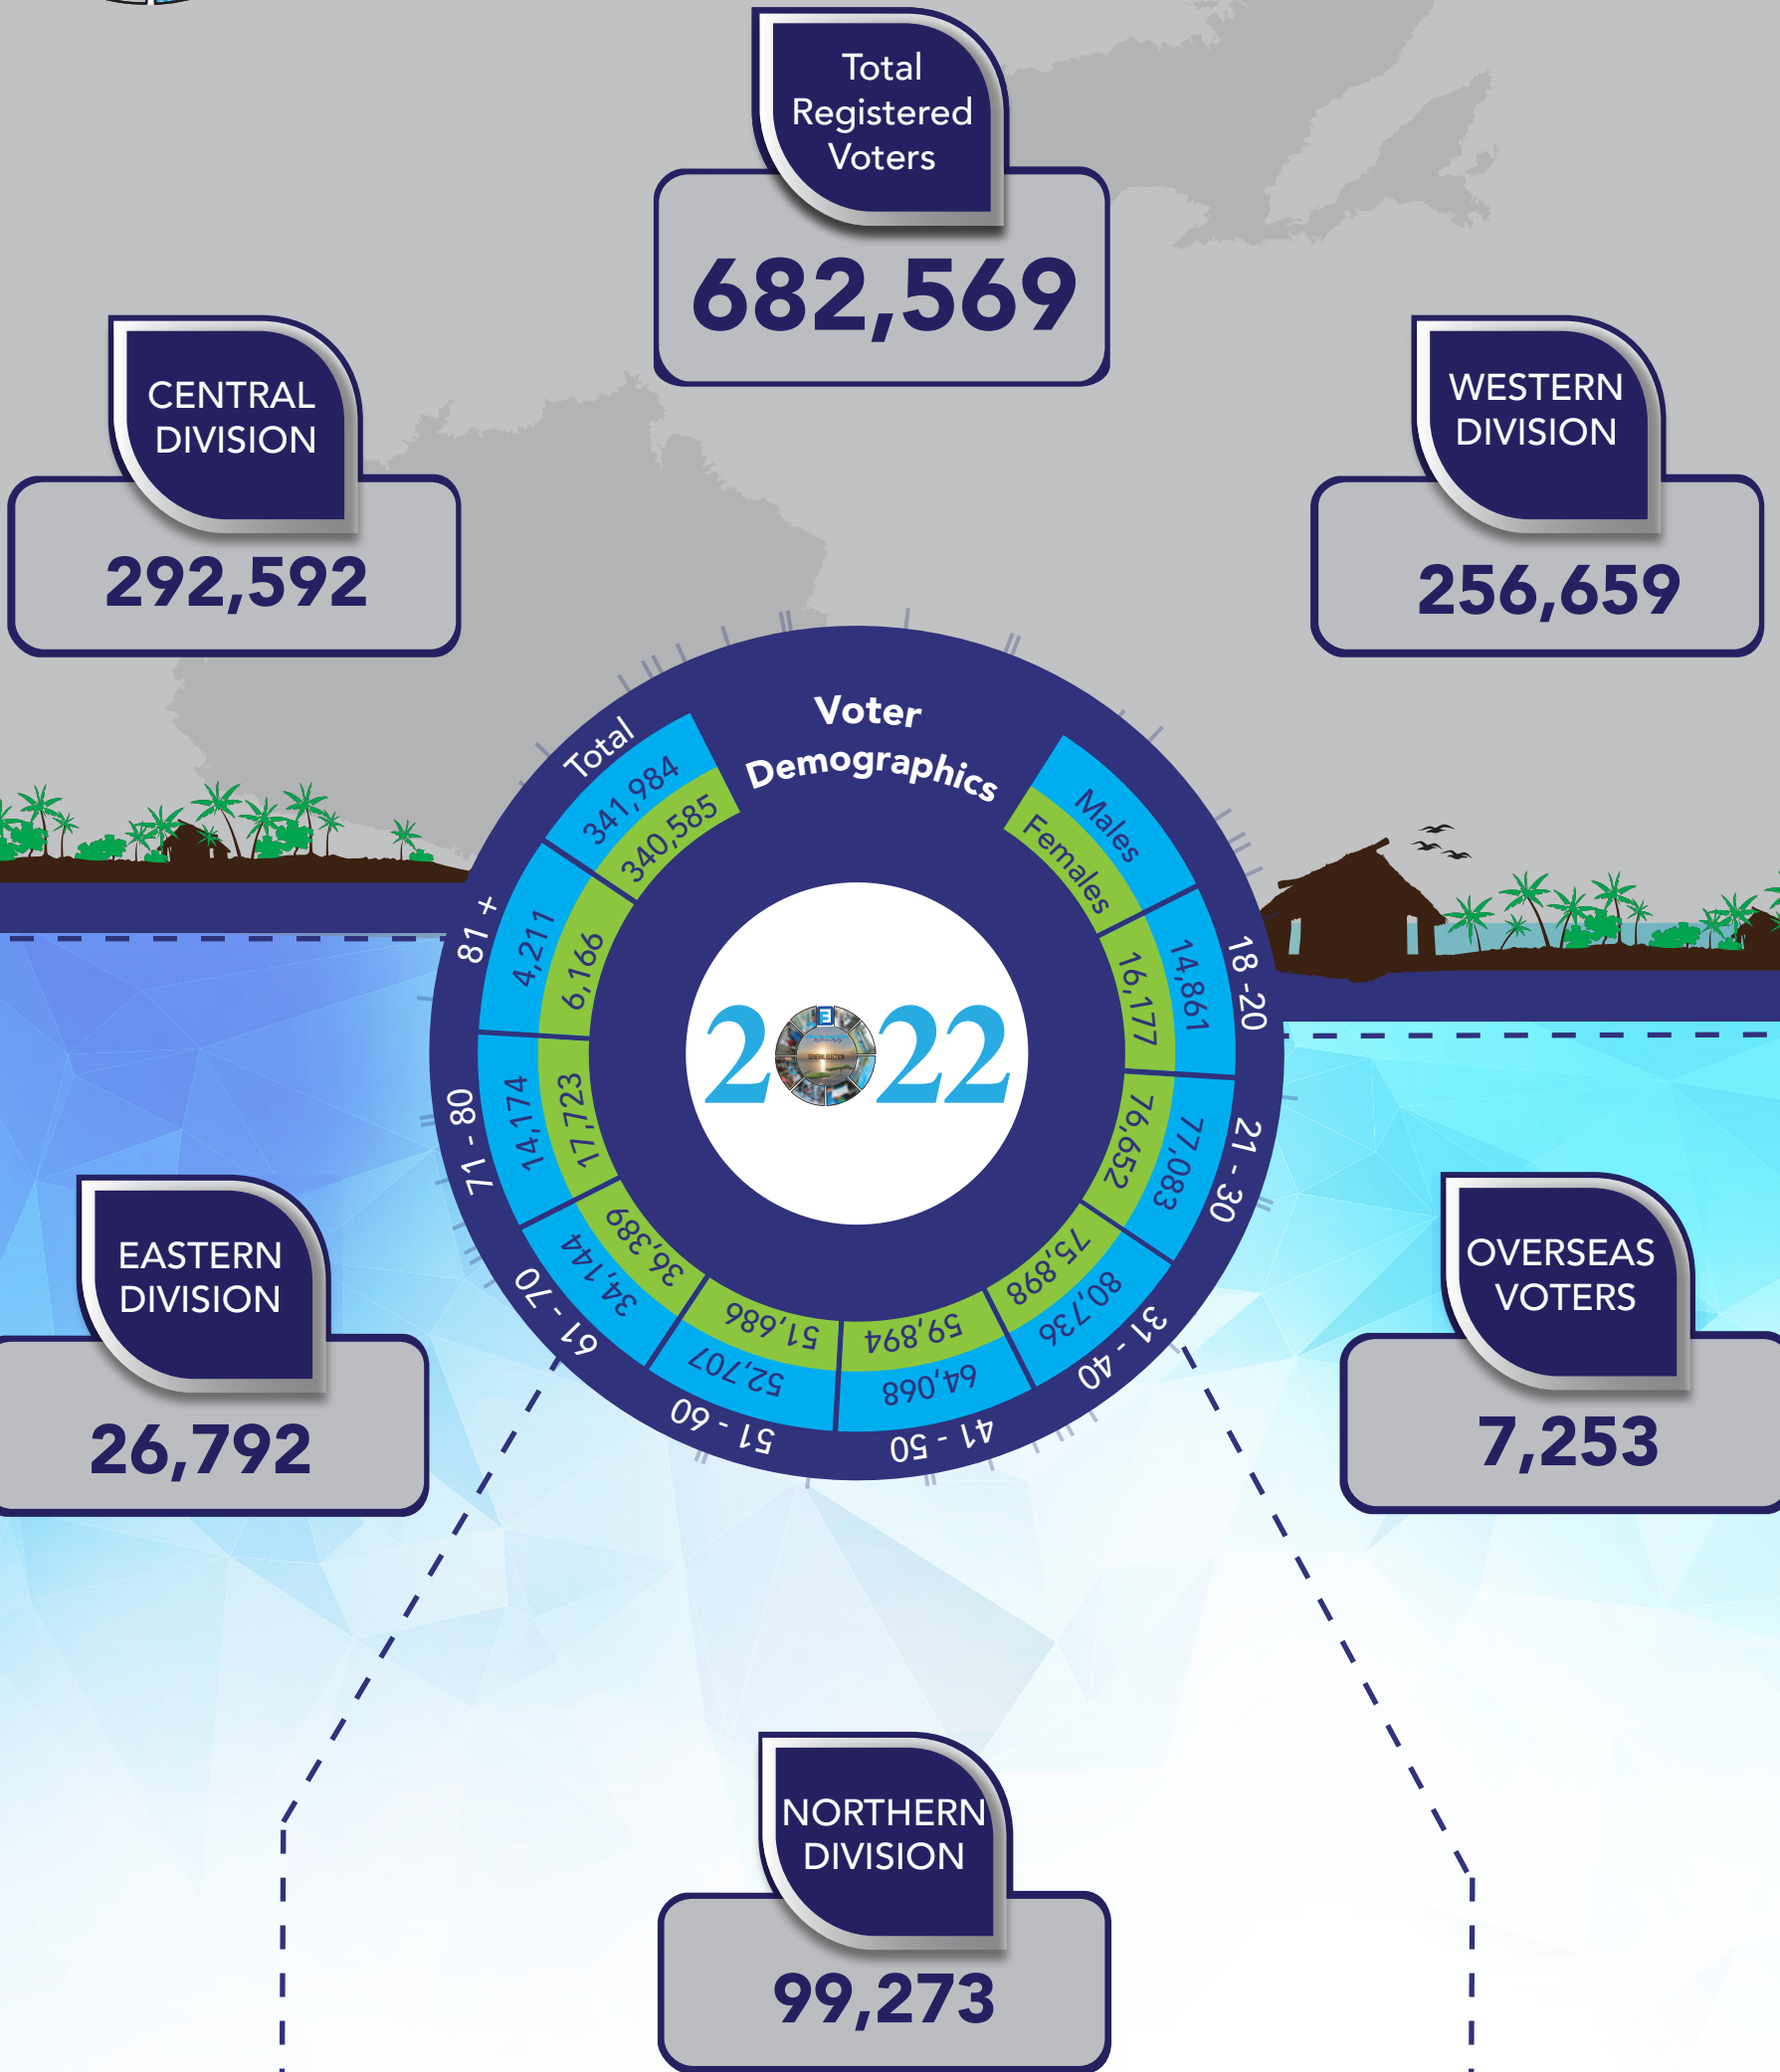 Total
Registered
Voters
682,569
CENTRAL
DIVISION
292,592
WESTERN
DIVISION
256,659
Voter
Demographics
Males
Females
18 -20
14,861
16,177
21 - 30
77,083
76,652
31 - 40
80,736
75,898
41 - 50
64,068
59,894
51 - 60
52,707
51,686
61 - 70
34,144
36,389
71 - 80
14,174
17,723
81 +
4,211
6,166
Total
341,984
340,585
2022
GENERAL ELECTION
EASTERN
DIVISION
26,792
OVERSEAS
VOTERS
7,253
NORTHERN
DIVISION
99,273